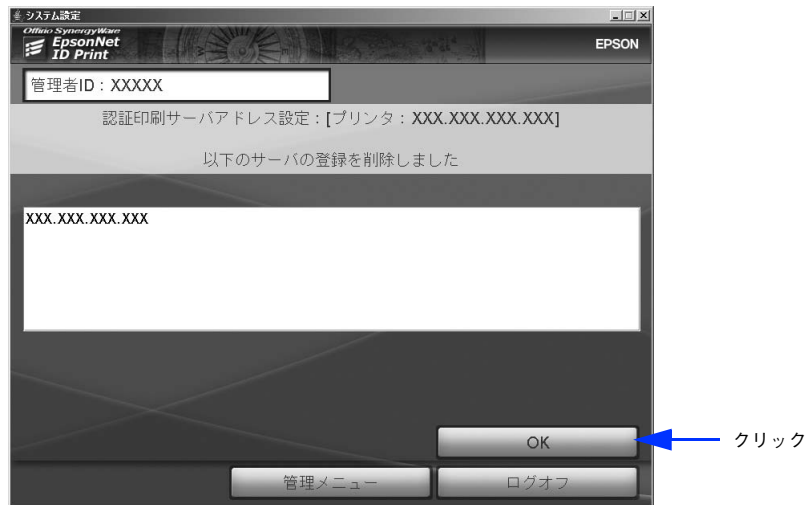 システム設定
Offirio SynergyWare
EpsonNet
ID Print
EPSON
管理者ID：XXXXX
認証印刷サーバアドレス設定：[プリンタ：XXX.XXX.XXX.XXX]
以下のサーバの登録を削除しました
XXX.XXX.XXX.XXX
OK
クリック
管理メニュー
ログオフ